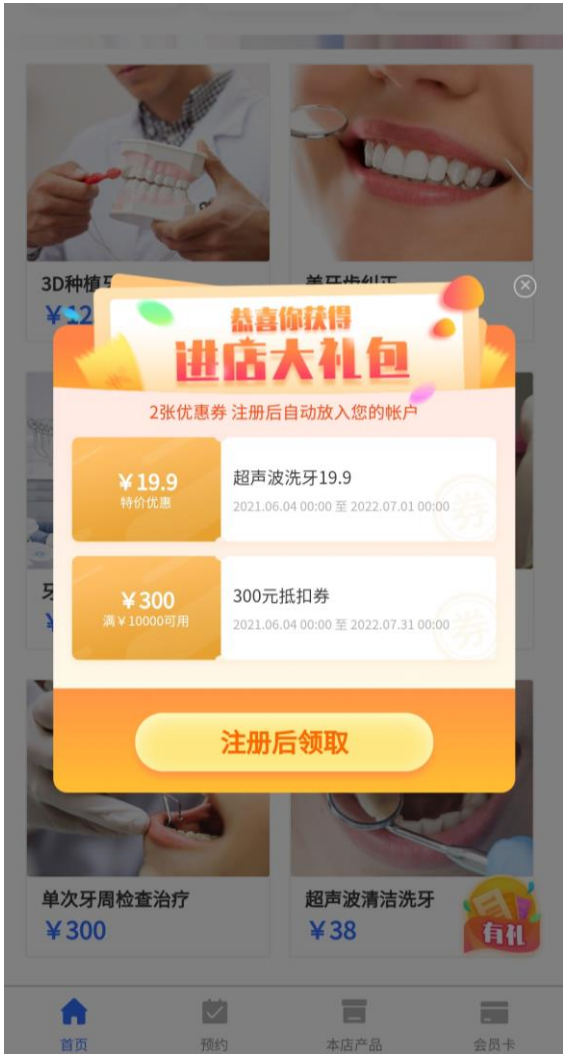 3D种植牙
美牙齿纠正
￥12
恭喜你获得
进店大礼包
2张优惠券 注册后自动放入您的帐户
￥19.9
特价优惠
超声波洗牙19.9
2021.06.04 00:00 至 2022.07.01 00:00
券
￥300
满￥10000可用
300元抵扣券
2021.06.04 00:00 至 2022.07.31 00:00
券
注册后领取
单次牙周检查治疗
￥300
超声波清洁洗牙
￥38
有礼
首页
预约
本店产品
会员卡